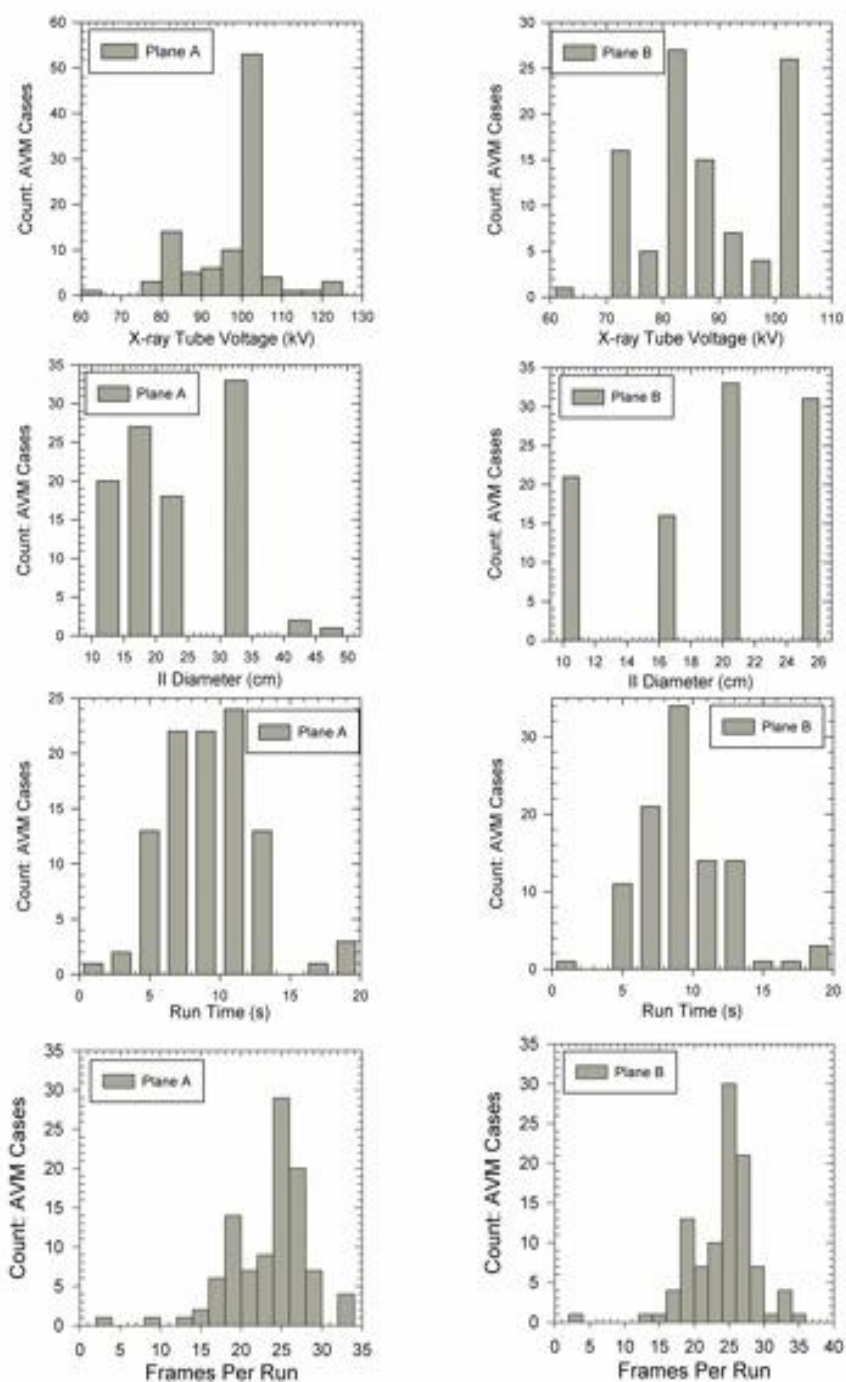 60
50
40
30
20
10
0
Count: AVM Cases
Plane A
60 70 80 90 100 110 120 130
X-ray Tube Voltage (kV)
30
25
20
15
10
5
0
Count: AVM Cases
Plane B
60 70 80 90 100 110
X-ray Tube Voltage (kV)
35
30
25
20
15
10
5
0
Count: AVM Cases
Plane A
10 15 20 25 30 35 40 45 50
II Diameter (cm)
35
30
25
20
15
10
5
0
Count: AVM Cases
Plane B
10 12 14 16 18 20 22 24 26
II Diameter (cm)
25
20
15
10
5
0
Count: AVM Cases
Plane A
0 5 10 15 20
Run Time (s)
30
20
10
0
Count: AVM Cases
Plane B
0 5 10 15 20
Run Time (s)
35
30
25
20
15
10
5
0
Count: AVM Cases
Plane A
0 5 10 15 20 25 30 35
Frames Per Run
35
30
25
20
15
10
5
0
Count: AVM Cases
Plane B
0 5 10 15 20 25 30 35 40
Frames Per Run